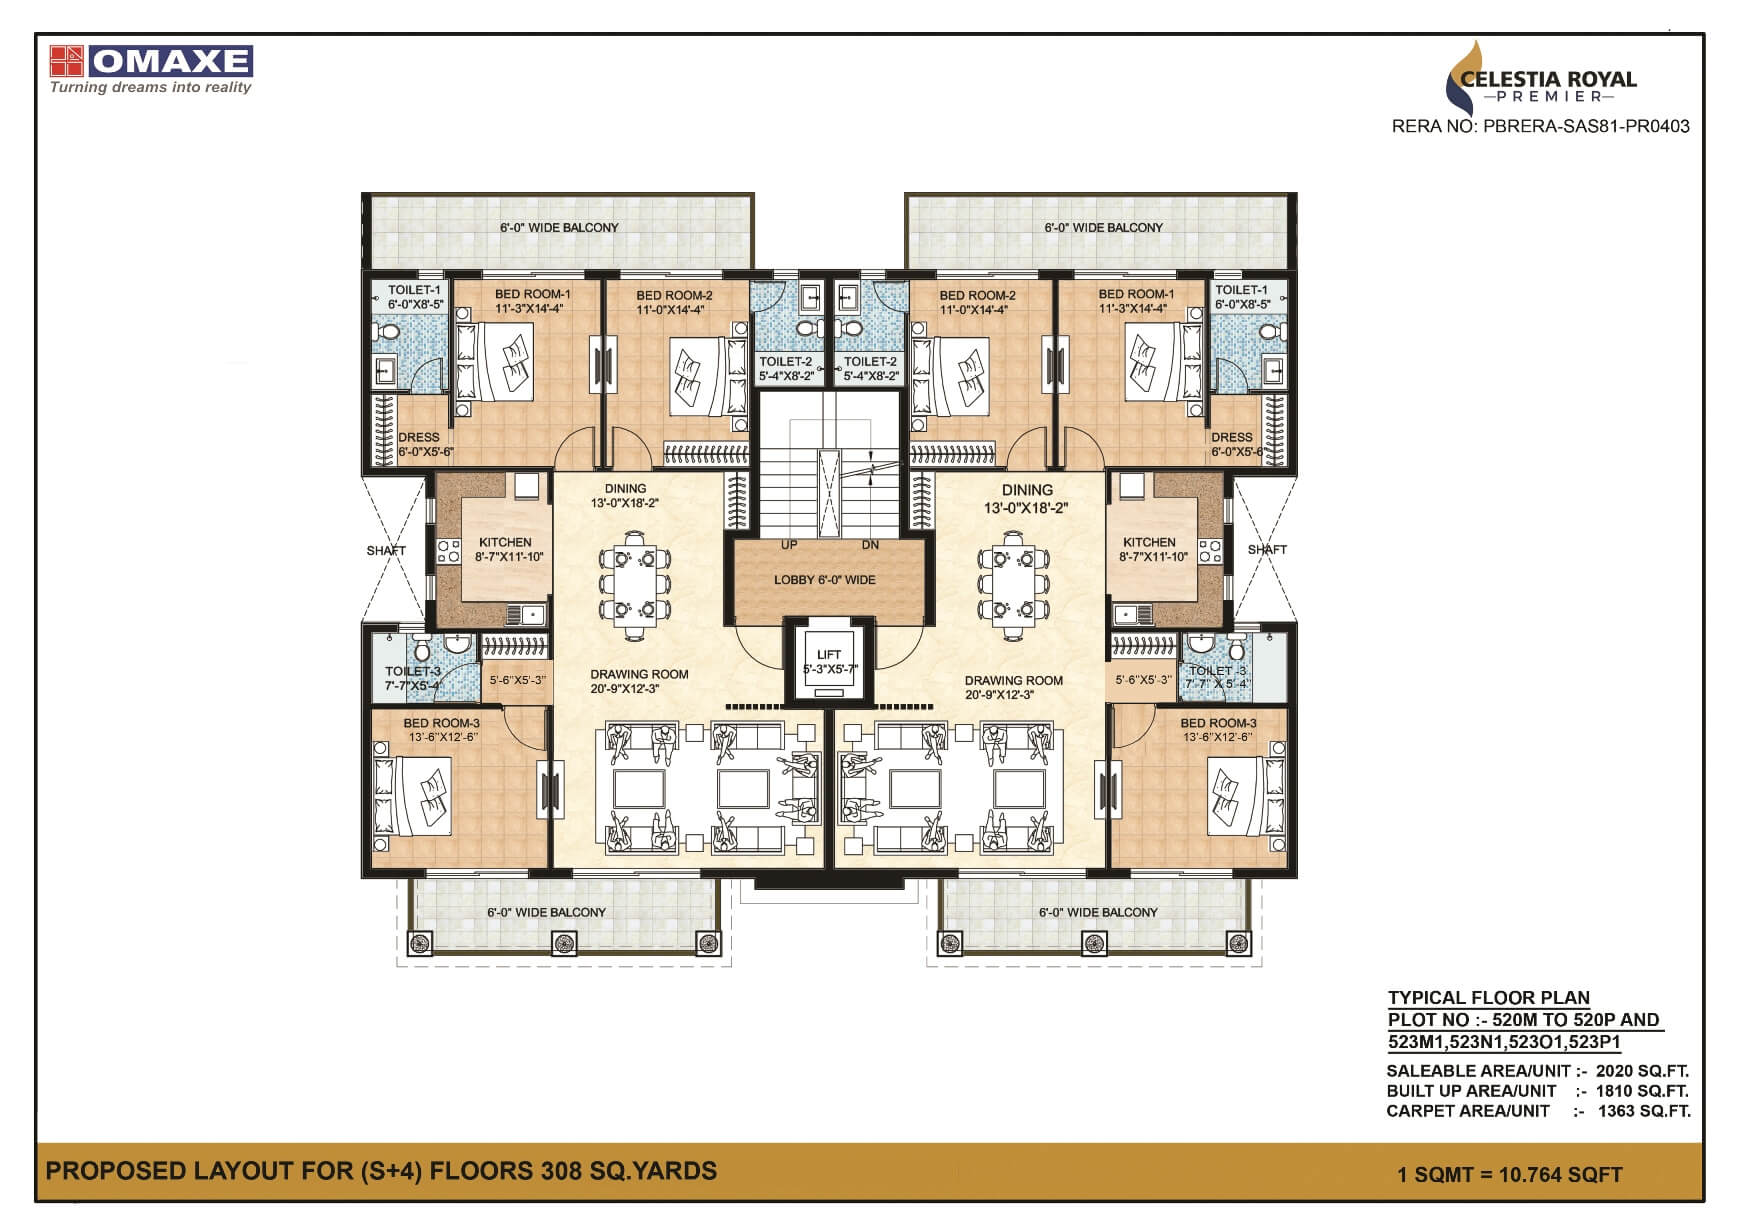 OMAXE
Turning dreams into reality
CELESTIA ROYAL
PREMIER
RERA NO: PBRERA-SAS81-PR0403
6'-0" WIDE BALCONY
6'-0" WIDE BALCONY
TOILET-1
6'-0"X8'-5"
BED ROOM-1
11'-3"X14'-4"
BED ROOM-2
11'-0"X14'-4"
TOILET-2
5'-4"X8'-2"
TOILET-2
5'-4"X8'-2"
BED ROOM-2
11'-0"X14'-4"
BED ROOM-1
11'-3"X14'-4"
TOILET-1
6'-0"X8'-5"
DRESS
6'-0"X5'-6"
DRESS
6'-0"X5'-6"
DINING
13'-0"X18'-2"
DINING
13'-0"X18'-2"
SHAFT
KITCHEN
8'-7"X11'-10"
UP
DN
LOBBY 6'-0" WIDE
KITCHEN
8'-7"X11'-10"
SHAFT
TOILET-3
7'-7"X5'-4"
5'-6"X5'-3"
DRAWING ROOM
20'-9"X12'-3"
LIFT
5'-3"X5'-7"
DRAWING ROOM
20'-9"X12'-3"
5'-6"X5'-3"
TOILET -3
7'-7" X 5'-4"
BED ROOM-3
13'-6"X12'-6"
BED ROOM-3
13'-6"X12'-6"
6'-0" WIDE BALCONY
6'-0" WIDE BALCONY
TYPICAL FLOOR PLAN
PLOT NO :- 520M TO 520P AND
523M1,523N1,523O1,523P1
SALEABLE AREA/UNIT :- 2020 SQ.FT.
BUILT UP AREA/UNIT :- 1810 SQ.FT.
CARPET AREA/UNIT :- 1363 SQ.FT.
PROPOSED LAYOUT FOR (S+4) FLOORS 308 SQ.YARDS
1 SQMT = 10.764 SQFT